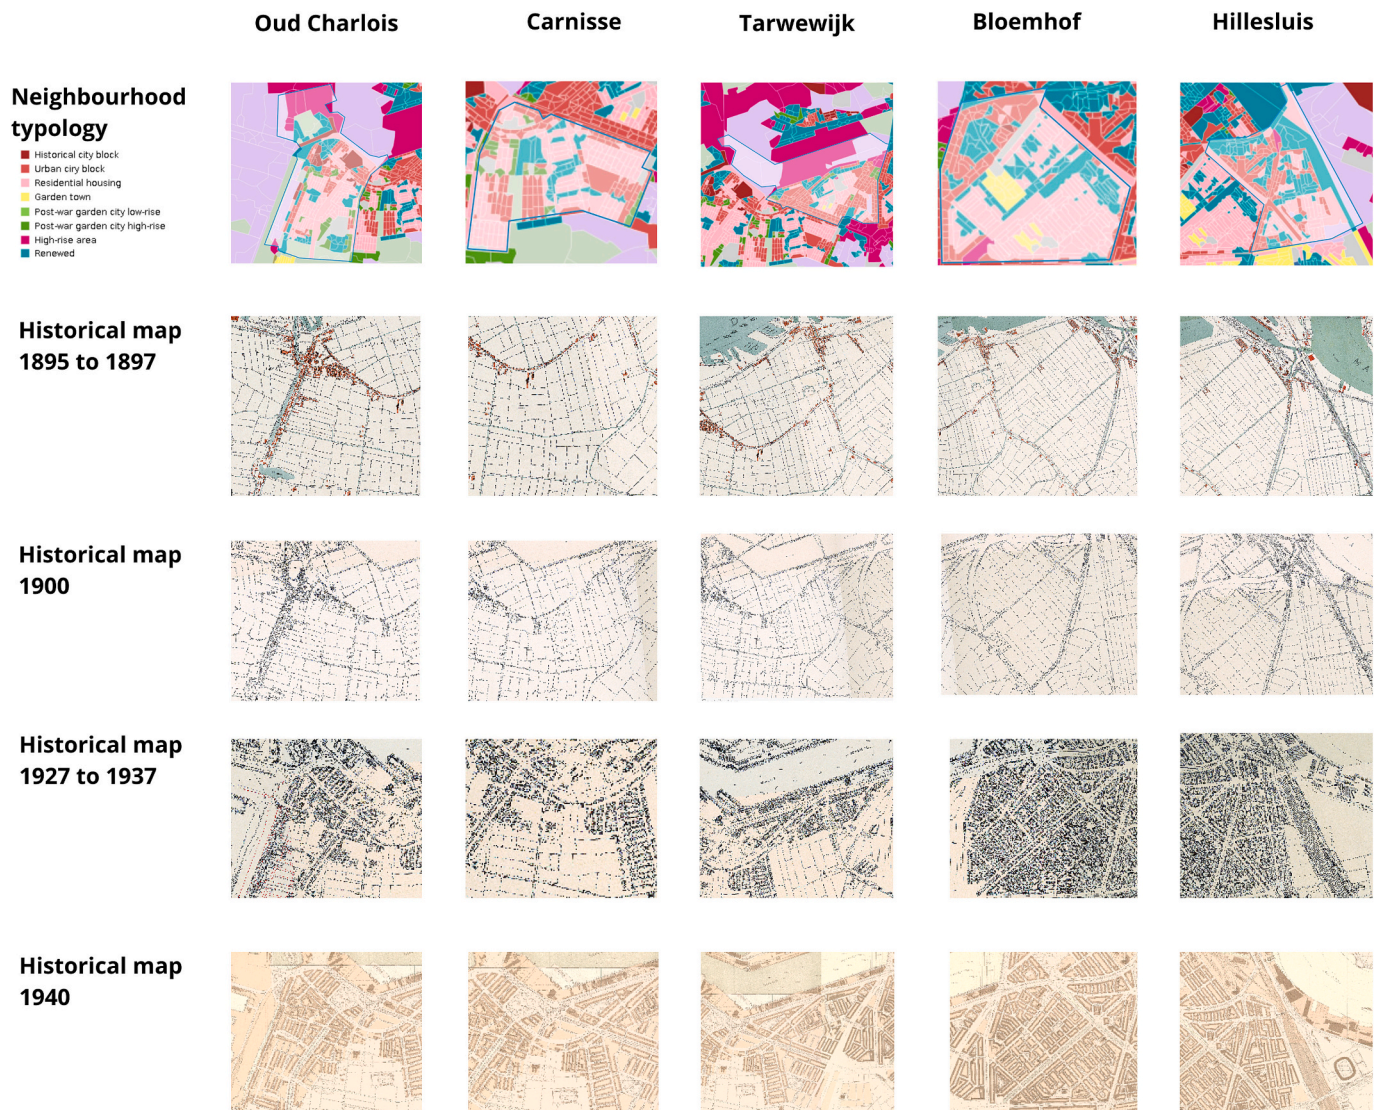 Oud Charlois
Carnisse
Tarwewijk
Bloemhof
Hillesluis
Neighbourhood
typology
Historical city block
Urban ciry block
Residential housing
Garden town
Post-war garden city low-rise
Post-war garden city high-rise
High-rise area
Renewed
Historical map
1895 to 1897
Historical map
1900
Historical map
1927 to 1937
Historical map
1940